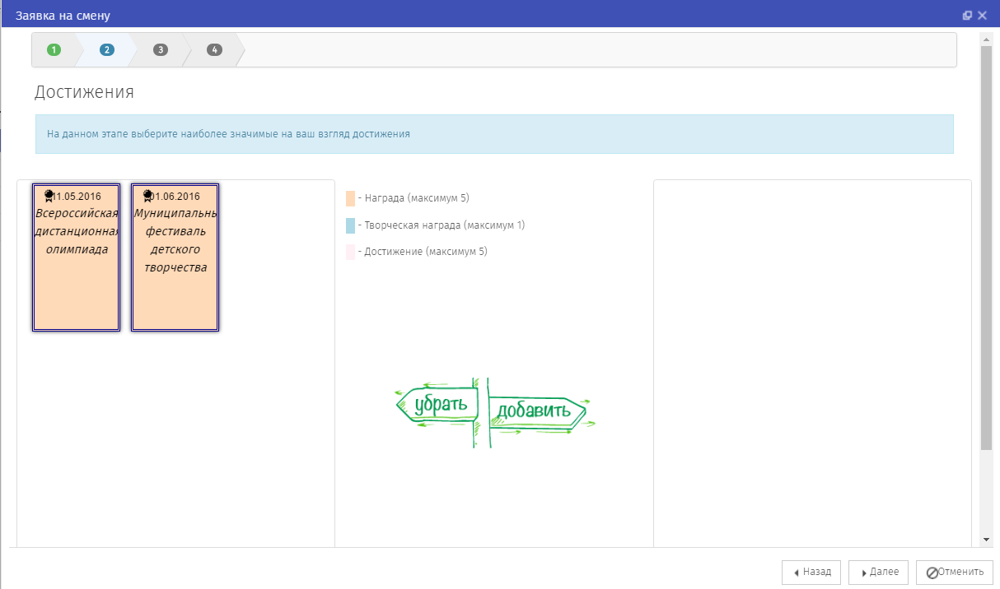 Заявка на смену
1
2
3
4
Достижения
На данном этапе выберите наиболее значимые на ваш взгляд достижения
11.05.2016
Всероссийская
дистанционная
олимпиада
01.06.2016
Муниципальны
фестиваль
детского
творчества
- Награда (максимум 5)
- Творческая награда (максимум 1)
- Достижение (максимум 5)
убрать
добавить
Назад
Далее
Отменить